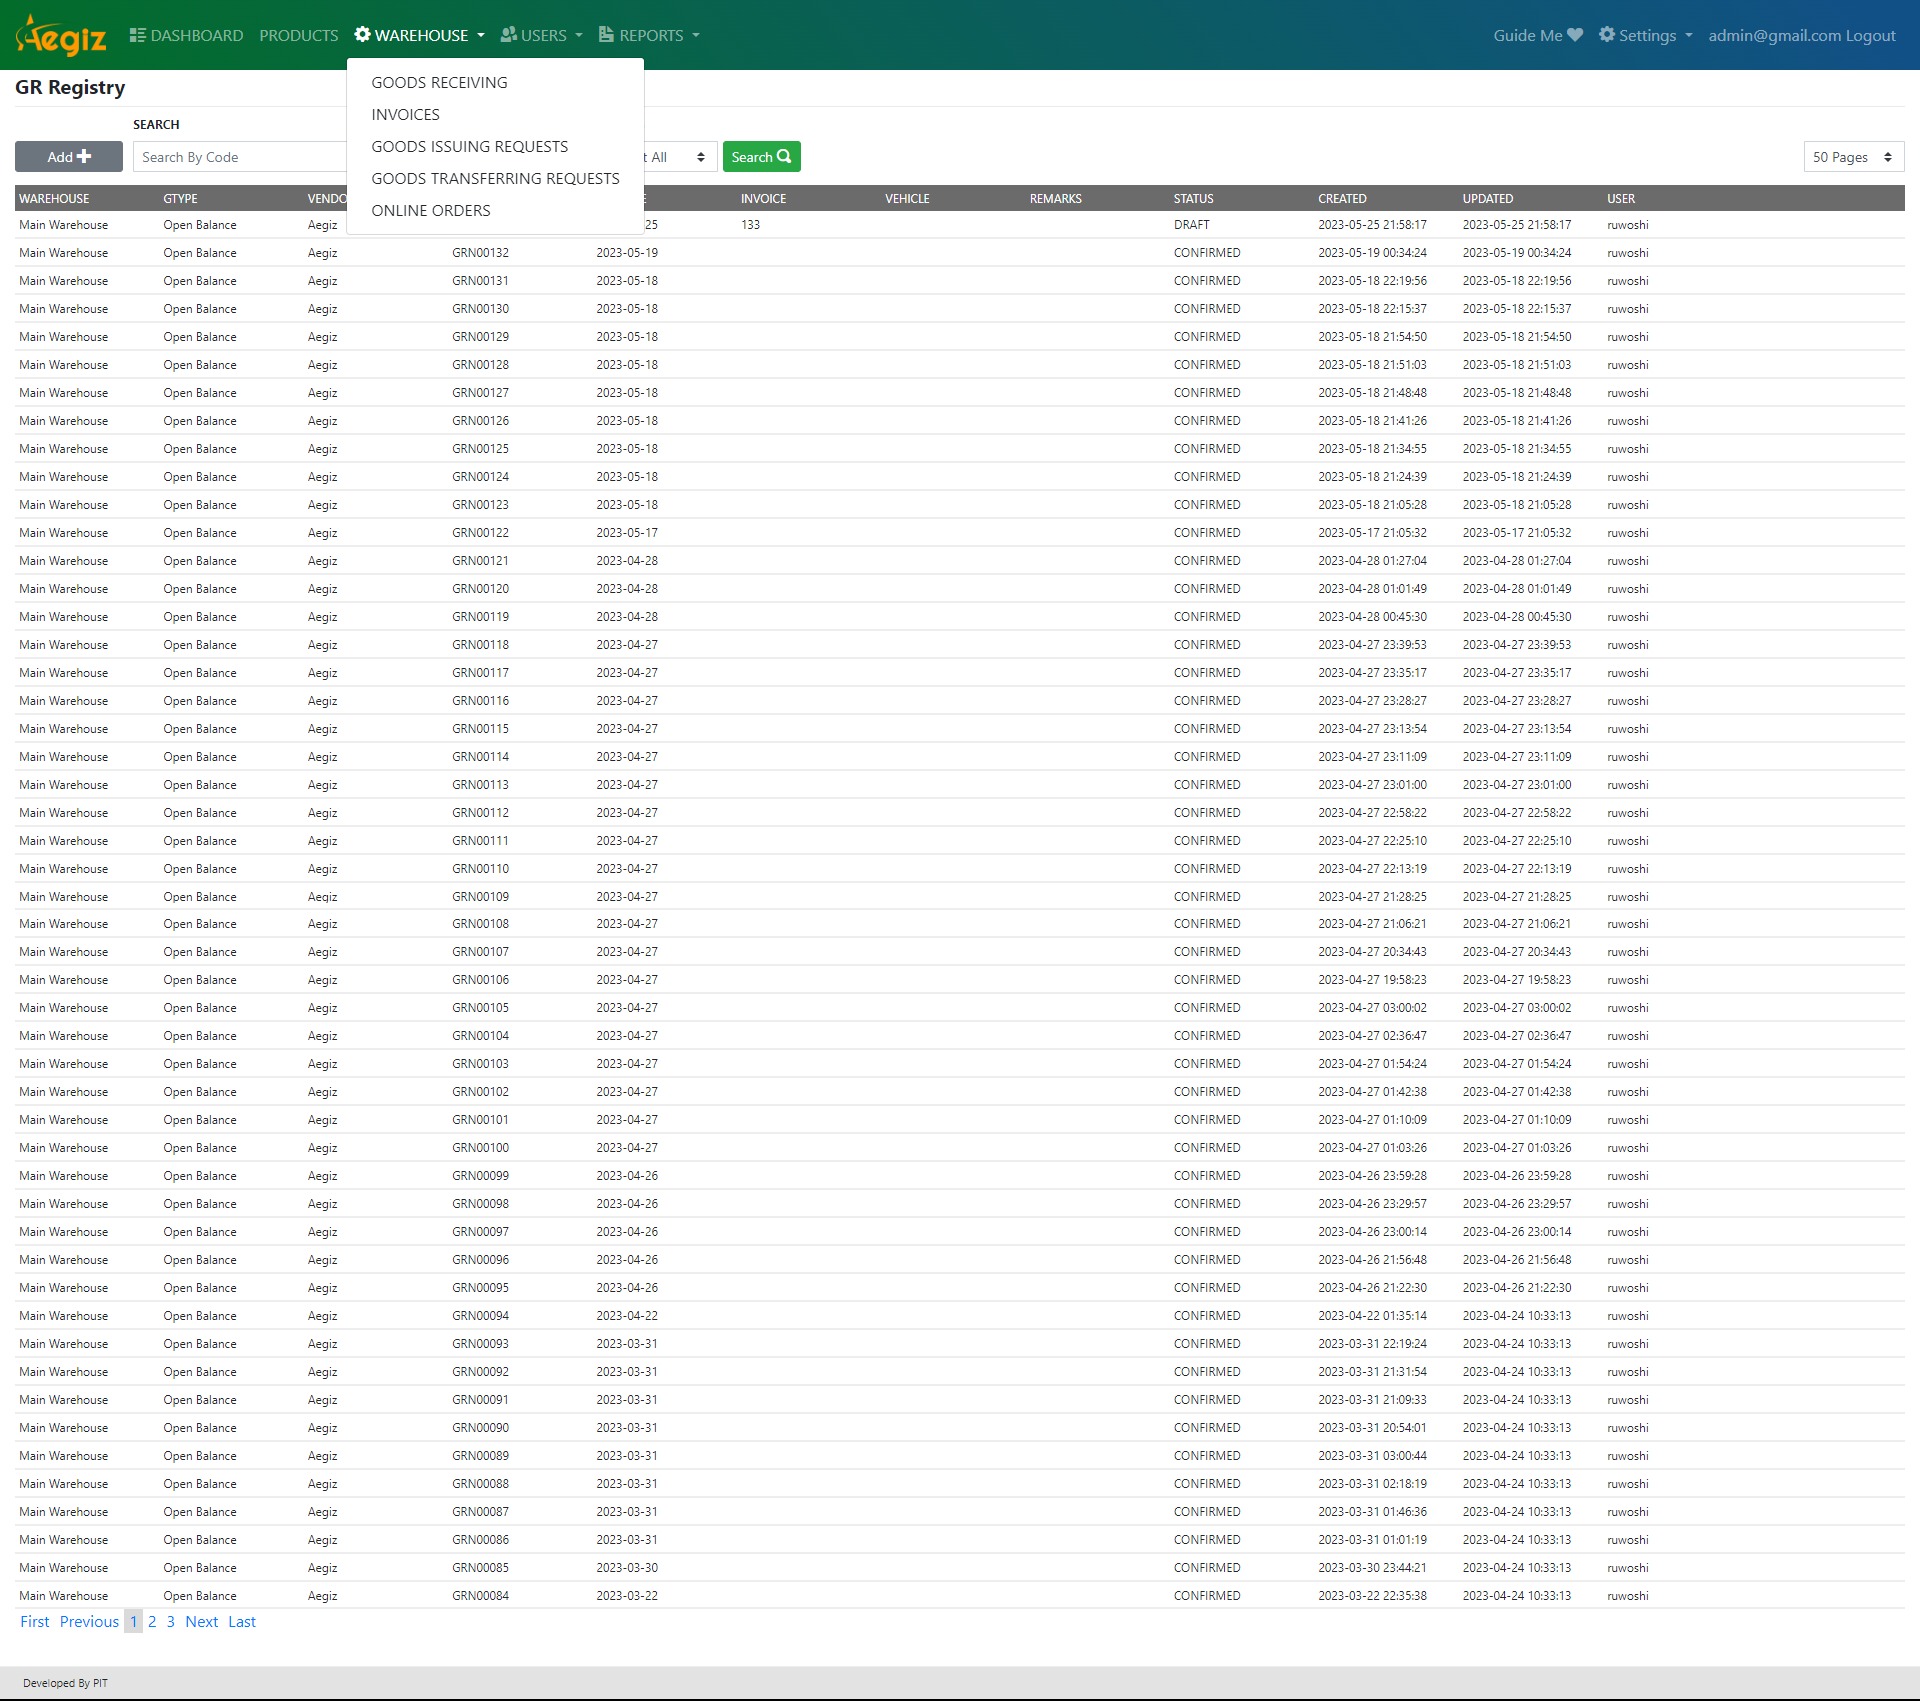 Aegiz DASHBOARD PRODUCTS WAREHOUSE USERS REPORTS Guide Me Settings admin@gmail.com Logout
GR Registry
GOODS RECEIVING
INVOICES
GOODS ISSUING REQUESTS
GOODS TRANSFERRING REQUESTS
ONLINE ORDERS
SEARCH
Add Search By Code t All Search 50 Pages
WAREHOUSE GTYPE VENDO E INVOICE VEHICLE REMARKS STATUS CREATED UPDATED USER
Main Warehouse Open Balance Aegiz 25 133 DRAFT 2023-05-25 21:58:17 2023-05-25 21:58:17 ruwoshi
Main Warehouse Open Balance Aegiz GRN00132 2023-05-19 CONFIRMED 2023-05-19 00:34:24 2023-05-19 00:34:24 ruwoshi
Main Warehouse Open Balance Aegiz GRN00131 2023-05-18 CONFIRMED 2023-05-18 22:19:56 2023-05-18 22:19:56 ruwoshi
Main Warehouse Open Balance Aegiz GRN00130 2023-05-18 CONFIRMED 2023-05-18 22:15:37 2023-05-18 22:15:37 ruwoshi
Main Warehouse Open Balance Aegiz GRN00129 2023-05-18 CONFIRMED 2023-05-18 21:54:50 2023-05-18 21:54:50 ruwoshi
Main Warehouse Open Balance Aegiz GRN00128 2023-05-18 CONFIRMED 2023-05-18 21:51:03 2023-05-18 21:51:03 ruwoshi
Main Warehouse Open Balance Aegiz GRN00127 2023-05-18 CONFIRMED 2023-05-18 21:48:48 2023-05-18 21:48:48 ruwoshi
Main Warehouse Open Balance Aegiz GRN00126 2023-05-18 CONFIRMED 2023-05-18 21:41:26 2023-05-18 21:41:26 ruwoshi
Main Warehouse Open Balance Aegiz GRN00125 2023-05-18 CONFIRMED 2023-05-18 21:34:55 2023-05-18 21:34:55 ruwoshi
Main Warehouse Open Balance Aegiz GRN00124 2023-05-18 CONFIRMED 2023-05-18 21:24:39 2023-05-18 21:24:39 ruwoshi
Main Warehouse Open Balance Aegiz GRN00123 2023-05-18 CONFIRMED 2023-05-18 21:05:28 2023-05-18 21:05:28 ruwoshi
Main Warehouse Open Balance Aegiz GRN00122 2023-05-17 CONFIRMED 2023-05-17 21:05:32 2023-05-17 21:05:32 ruwoshi
Main Warehouse Open Balance Aegiz GRN00121 2023-04-28 CONFIRMED 2023-04-28 01:27:04 2023-04-28 01:27:04 ruwoshi
Main Warehouse Open Balance Aegiz GRN00120 2023-04-28 CONFIRMED 2023-04-28 01:01:49 2023-04-28 01:01:49 ruwoshi
Main Warehouse Open Balance Aegiz GRN00119 2023-04-28 CONFIRMED 2023-04-28 00:45:30 2023-04-28 00:45:30 ruwoshi
Main Warehouse Open Balance Aegiz GRN00118 2023-04-27 CONFIRMED 2023-04-27 23:39:53 2023-04-27 23:39:53 ruwoshi
Main Warehouse Open Balance Aegiz GRN00117 2023-04-27 CONFIRMED 2023-04-27 23:35:17 2023-04-27 23:35:17 ruwoshi
Main Warehouse Open Balance Aegiz GRN00116 2023-04-27 CONFIRMED 2023-04-27 23:28:27 2023-04-27 23:28:27 ruwoshi
Main Warehouse Open Balance Aegiz GRN00115 2023-04-27 CONFIRMED 2023-04-27 23:13:54 2023-04-27 23:13:54 ruwoshi
Main Warehouse Open Balance Aegiz GRN00114 2023-04-27 CONFIRMED 2023-04-27 23:11:09 2023-04-27 23:11:09 ruwoshi
Main Warehouse Open Balance Aegiz GRN00113 2023-04-27 CONFIRMED 2023-04-27 23:01:00 2023-04-27 23:01:00 ruwoshi
Main Warehouse Open Balance Aegiz GRN00112 2023-04-27 CONFIRMED 2023-04-27 22:58:22 2023-04-27 22:58:22 ruwoshi
Main Warehouse Open Balance Aegiz GRN00111 2023-04-27 CONFIRMED 2023-04-27 22:25:10 2023-04-27 22:25:10 ruwoshi
Main Warehouse Open Balance Aegiz GRN00110 2023-04-27 CONFIRMED 2023-04-27 22:13:19 2023-04-27 22:13:19 ruwoshi
Main Warehouse Open Balance Aegiz GRN00109 2023-04-27 CONFIRMED 2023-04-27 21:28:25 2023-04-27 21:28:25 ruwoshi
Main Warehouse Open Balance Aegiz GRN00108 2023-04-27 CONFIRMED 2023-04-27 21:06:21 2023-04-27 21:06:21 ruwoshi
Main Warehouse Open Balance Aegiz GRN00107 2023-04-27 CONFIRMED 2023-04-27 20:34:43 2023-04-27 20:34:43 ruwoshi
Main Warehouse Open Balance Aegiz GRN00106 2023-04-27 CONFIRMED 2023-04-27 19:58:23 2023-04-27 19:58:23 ruwoshi
Main Warehouse Open Balance Aegiz GRN00105 2023-04-27 CONFIRMED 2023-04-27 03:00:02 2023-04-27 03:00:02 ruwoshi
Main Warehouse Open Balance Aegiz GRN00104 2023-04-27 CONFIRMED 2023-04-27 02:36:47 2023-04-27 02:36:47 ruwoshi
Main Warehouse Open Balance Aegiz GRN00103 2023-04-27 CONFIRMED 2023-04-27 01:54:24 2023-04-27 01:54:24 ruwoshi
Main Warehouse Open Balance Aegiz GRN00102 2023-04-27 CONFIRMED 2023-04-27 01:42:38 2023-04-27 01:42:38 ruwoshi
Main Warehouse Open Balance Aegiz GRN00101 2023-04-27 CONFIRMED 2023-04-27 01:10:09 2023-04-27 01:10:09 ruwoshi
Main Warehouse Open Balance Aegiz GRN00100 2023-04-27 CONFIRMED 2023-04-27 01:03:26 2023-04-27 01:03:26 ruwoshi
Main Warehouse Open Balance Aegiz GRN00099 2023-04-26 CONFIRMED 2023-04-26 23:59:28 2023-04-26 23:59:28 ruwoshi
Main Warehouse Open Balance Aegiz GRN00098 2023-04-26 CONFIRMED 2023-04-26 23:29:57 2023-04-26 23:29:57 ruwoshi
Main Warehouse Open Balance Aegiz GRN00097 2023-04-26 CONFIRMED 2023-04-26 23:00:14 2023-04-26 23:00:14 ruwoshi
Main Warehouse Open Balance Aegiz GRN00096 2023-04-26 CONFIRMED 2023-04-26 21:56:48 2023-04-26 21:56:48 ruwoshi
Main Warehouse Open Balance Aegiz GRN00095 2023-04-26 CONFIRMED 2023-04-26 21:22:30 2023-04-26 21:22:30 ruwoshi
Main Warehouse Open Balance Aegiz GRN00094 2023-04-22 CONFIRMED 2023-04-22 01:35:14 2023-04-24 10:33:13 ruwoshi
Main Warehouse Open Balance Aegiz GRN00093 2023-03-31 CONFIRMED 2023-03-31 22:19:24 2023-04-24 10:33:13 ruwoshi
Main Warehouse Open Balance Aegiz GRN00092 2023-03-31 CONFIRMED 2023-03-31 21:31:54 2023-04-24 10:33:13 ruwoshi
Main Warehouse Open Balance Aegiz GRN00091 2023-03-31 CONFIRMED 2023-03-31 21:09:33 2023-04-24 10:33:13 ruwoshi
Main Warehouse Open Balance Aegiz GRN00090 2023-03-31 CONFIRMED 2023-03-31 20:54:01 2023-04-24 10:33:13 ruwoshi
Main Warehouse Open Balance Aegiz GRN00089 2023-03-31 CONFIRMED 2023-03-31 03:00:44 2023-04-24 10:33:13 ruwoshi
Main Warehouse Open Balance Aegiz GRN00088 2023-03-31 CONFIRMED 2023-03-31 02:18:19 2023-04-24 10:33:13 ruwoshi
Main Warehouse Open Balance Aegiz GRN00087 2023-03-31 CONFIRMED 2023-03-31 01:46:36 2023-04-24 10:33:13 ruwoshi
Main Warehouse Open Balance Aegiz GRN00086 2023-03-31 CONFIRMED 2023-03-31 01:01:19 2023-04-24 10:33:13 ruwoshi
Main Warehouse Open Balance Aegiz GRN00085 2023-03-30 CONFIRMED 2023-03-30 23:44:21 2023-04-24 10:33:13 ruwoshi
Main Warehouse Open Balance Aegiz GRN00084 2023-03-22 CONFIRMED 2023-03-22 22:35:38 2023-04-24 10:33:13 ruwoshi
First Previous 1 2 3 Next Last
Developed By PIT